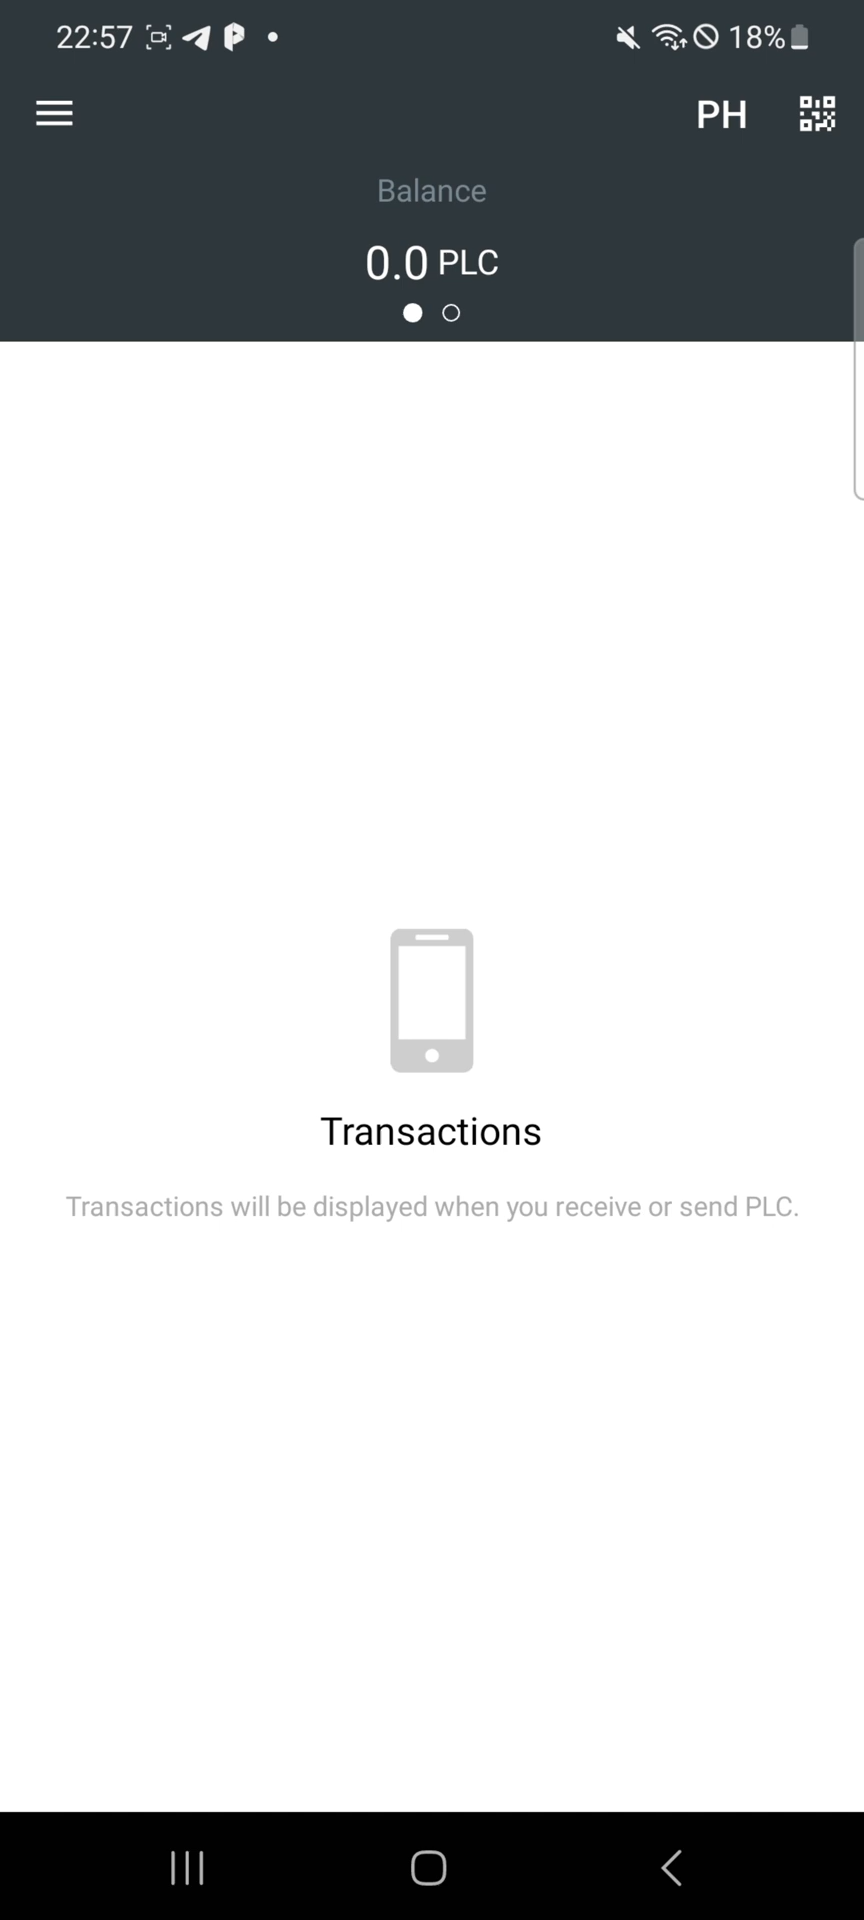 22:57
18%
PH
Balance
0.0 PLC
Transactions
Transactions will be displayed when you receive or send PLC.